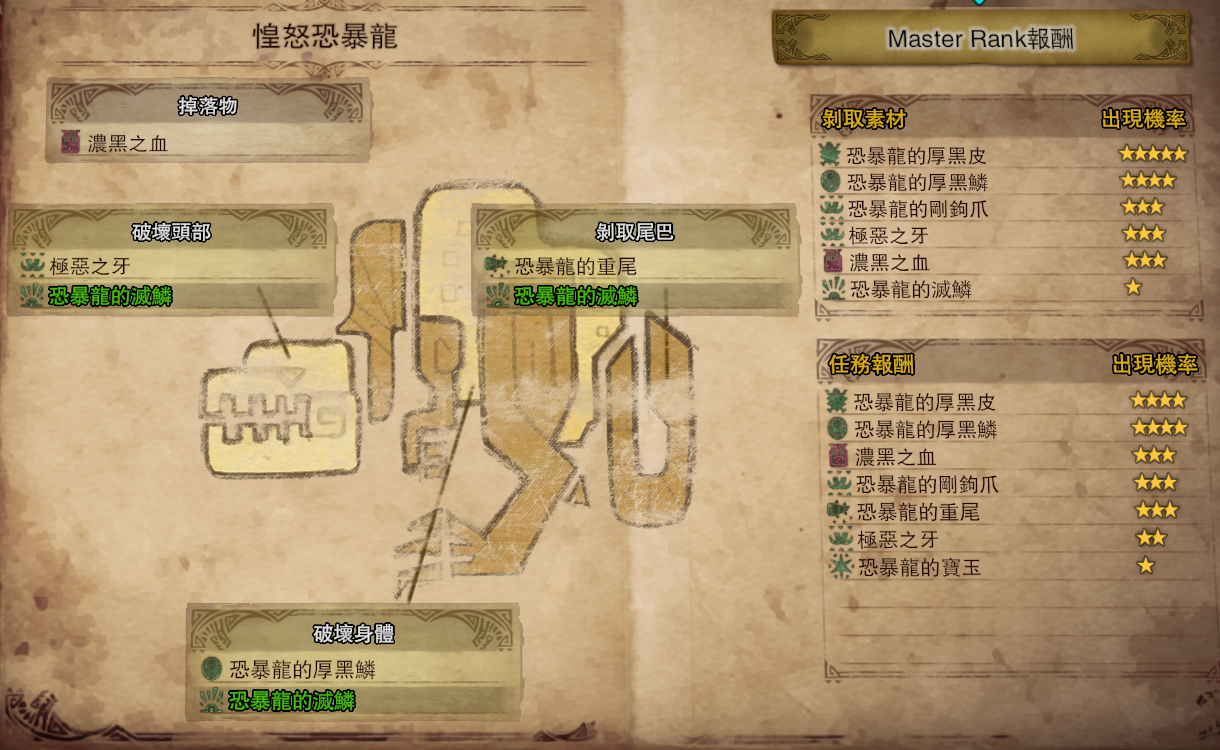 惶怒恐暴龍
掉落物
濃黑之血
破壞頭部
極惡之牙
恐暴龍的滅鱗
剝取尾巴
恐暴龍的重尾
恐暴龍的滅鱗
破壞身體
恐暴龍的厚黑鱗
恐暴龍的滅鱗
Master Rank報酬
剝取素材 出現機率
恐暴龍的厚黑皮 ★★★★★
恐暴龍的厚黑鱗 ★★★★
恐暴龍的剛鉤爪 ★★★
極惡之牙 ★★★
濃黑之血 ★★★
恐暴龍的滅鱗 ★
任務報酬 出現機率
恐暴龍的厚黑皮 ★★★★
恐暴龍的厚黑鱗 ★★★★
濃黑之血 ★★★
恐暴龍的剛鉤爪 ★★★
恐暴龍的重尾 ★★★
極惡之牙 ★★
恐暴龍的寶玉 ★